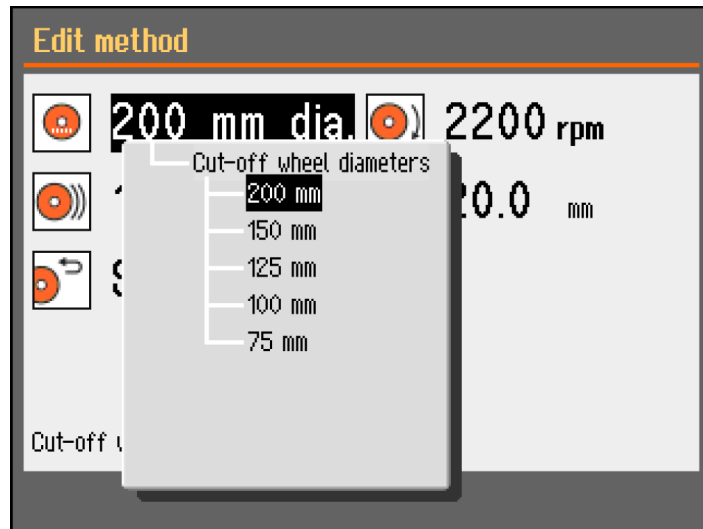 Edit method
200 mm dia. 2200 rpm
Cut-off wheel diameters
200 mm
20.0 mm
150 mm
125 mm
100 mm
75 mm
Cut-off